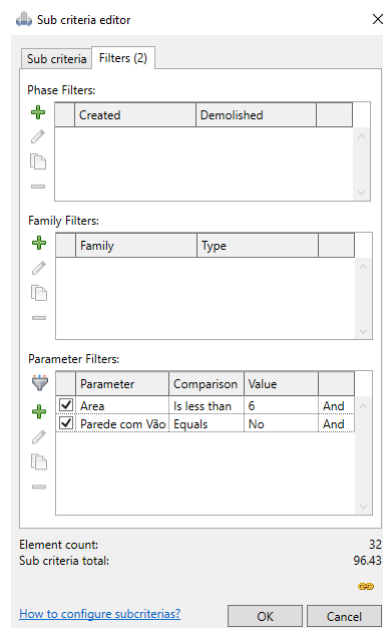 Sub criteria editor
Sub criteria Filters (2)
Phase Filters:
Created Demolished
Family Filters:
Family Type
Parameter Filters:
Parameter Comparison Value
Area Is less than 6 And
Parede com Vão Equals No And
Element count: 32
Sub criteria total: 96.43
How to configure subcriterias? OK Cancel